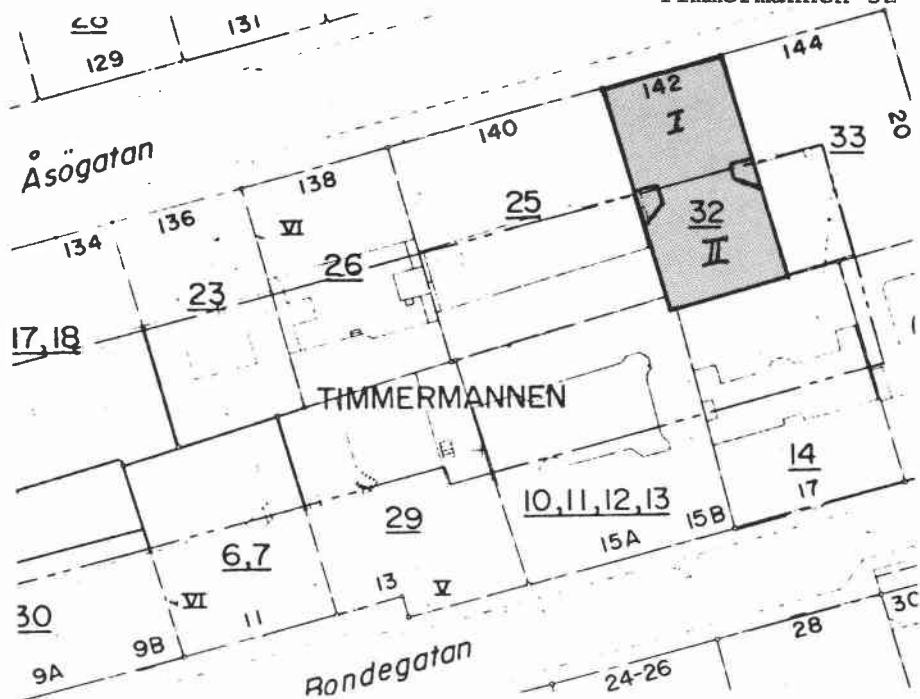 20
129
131
Åsögatan
134
136
138
140
142
144
20
I
VI
17, 18
23
26
25
32
II
33
TIMMERMANNEN
30
9A
9B
VI
6,7
11
29
13
V
10,11,12,13
15A
15B
14
17
Bondegatan
24-26
28